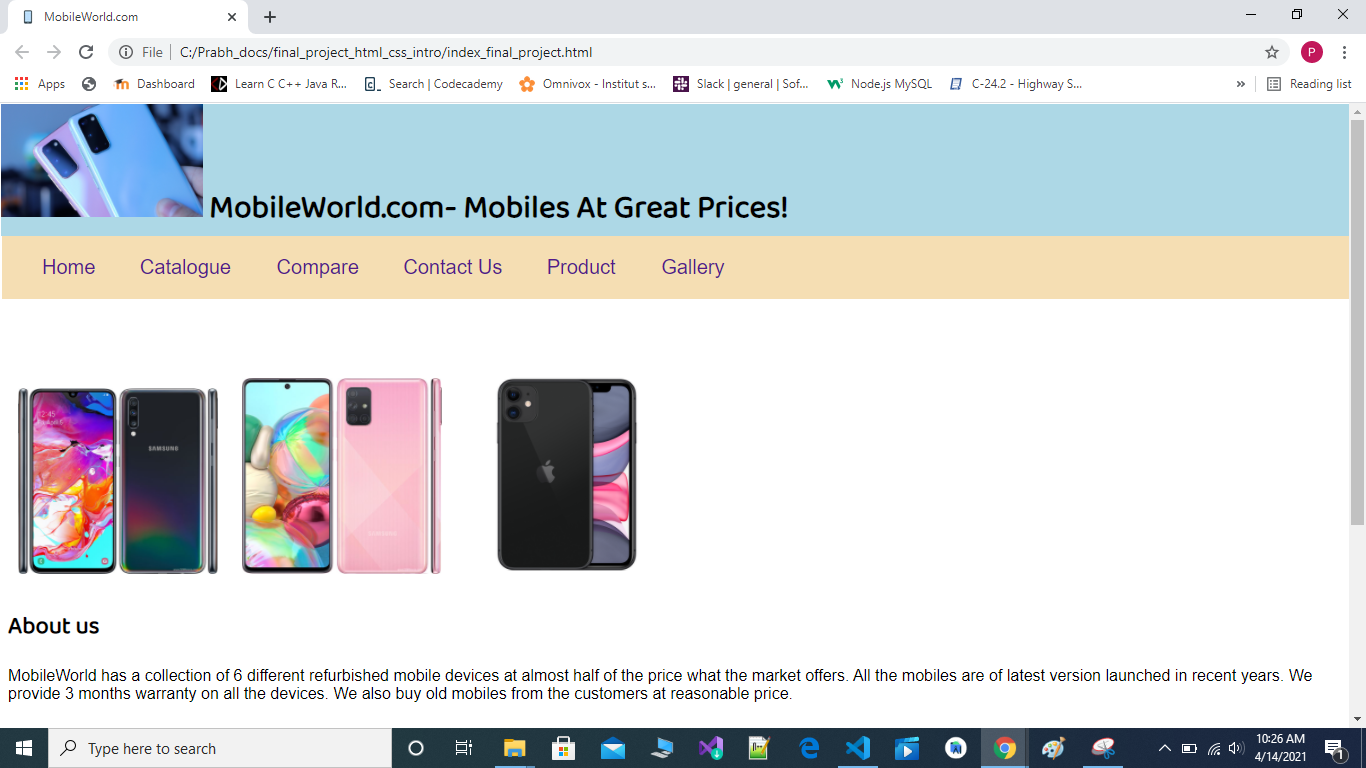 MobileWorld.com
File
C:/Prabh_docs/final_project_html_css_intro/index_final_project.html
P
Apps
Dashboard
Learn C C++ Java R...
Search | Codecademy
Omnivox - Institut s...
Slack | general | Sof...
Node.js MySQL
C-24.2 - Highway S...
»
Reading list
MobileWorld.com- Mobiles At Great Prices!
Home Catalogue Compare Contact Us Product Gallery
12:45
SAMSUNG
SAMSUNG
About us
MobileWorld has a collection of 6 different refurbished mobile devices at almost half of the price what the market offers. All the mobiles are of latest version launched in recent years. We
provide 3 months warranty on all the devices. We also buy old mobiles from the customers at reasonable price.
Type here to search
10:26 AM
4/14/2021
1